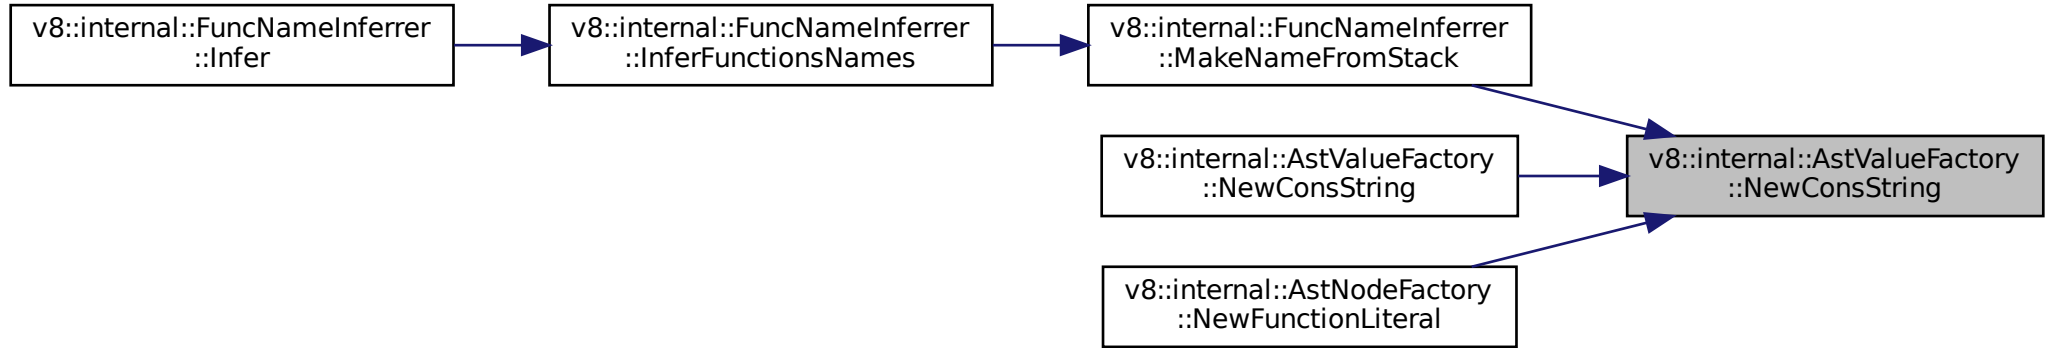 v8::internal::FuncNameInferrer
::Infer
v8::internal::FuncNameInferrer
::InferFunctionsNames
v8::internal::FuncNameInferrer
::MakeNameFromStack
v8::internal::AstValueFactory
::NewConsString
v8::internal::AstValueFactory
::NewConsString
v8::internal::AstNodeFactory
::NewFunctionLiteral